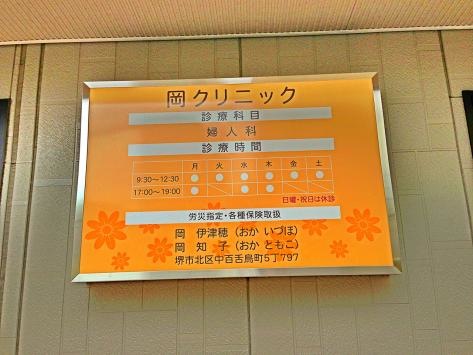 岡クリニック
診療科目
婦人科
診療時間
月 火 水 木 金 土
9:30〜12:30 ● ● ● ● ● ●
17:00〜19:00 ● ● ●
日曜・祝日は休診
労災指定・各種保険取扱
岡 伊津穂(おか いづほ)
岡 知子(おか ともこ)
堺市北区中百舌鳥町5丁797